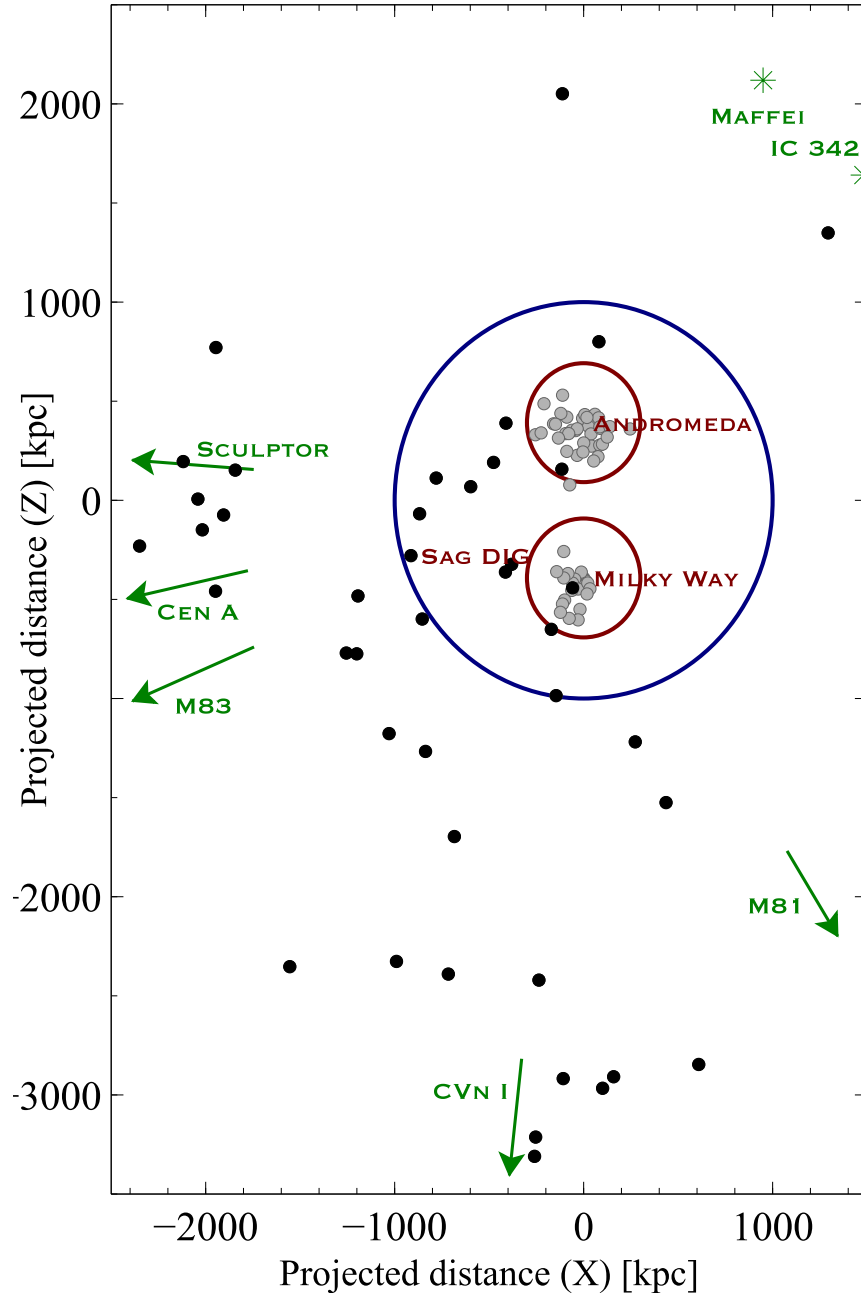 2000
MAFFEI
IC 342
1000
ANDROMEDA
SCULPTOR
0
SAG DIG
MILKY WAY
CEN A
M83
M81
-2000
CVN I
-3000
−2000 −1000 0 1000
Projected distance (X) [kpc]
Projected distance (Z) [kpc]